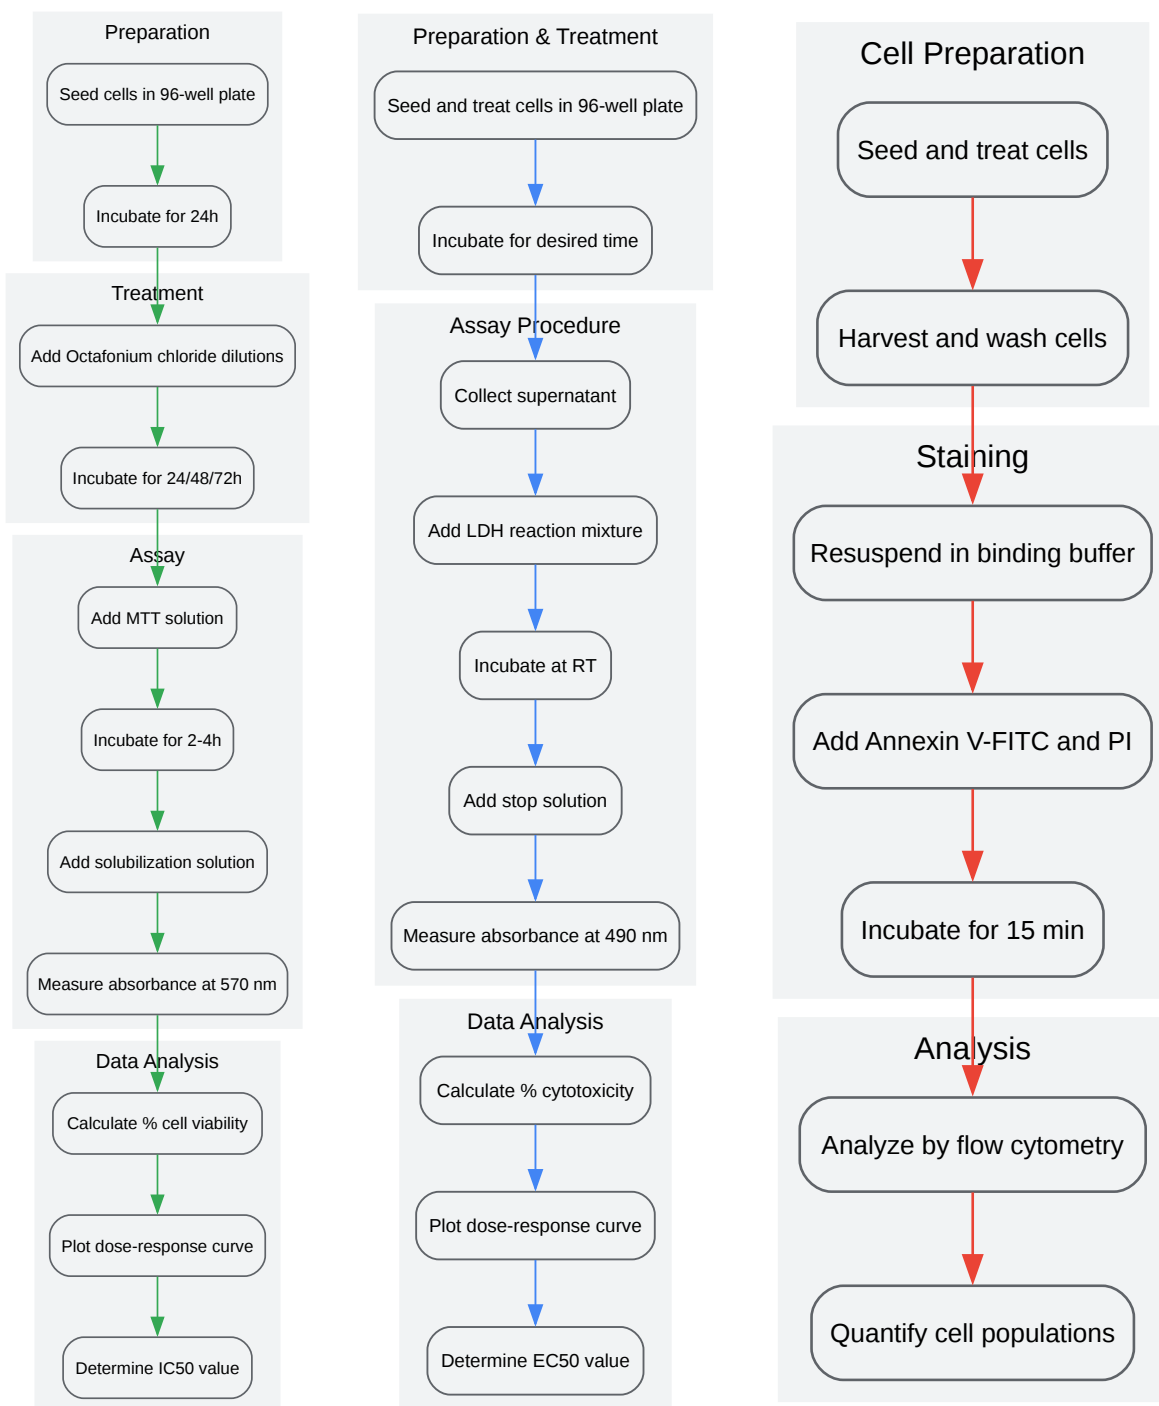 Preparation
Seed cells in 96-well plate
Incubate for 24h
Treatment
Add Octafonium chloride dilutions
Incubate for 24/48/72h
Assay
Add MTT solution
Incubate for 2-4h
Add solubilization solution
Measure absorbance at 570 nm
Data Analysis
Calculate % cell viability
Plot dose-response curve
Determine IC50 value
Preparation & Treatment
Seed and treat cells in 96-well plate
Incubate for desired time
Assay Procedure
Collect supernatant
Add LDH reaction mixture
Incubate at RT
Add stop solution
Measure absorbance at 490 nm
Data Analysis
Calculate % cytotoxicity
Plot dose-response curve
Determine EC50 value
Cell Preparation
Seed and treat cells
Harvest and wash cells
Staining
Resuspend in binding buffer
Add Annexin V-FITC and PI
Incubate for 15 min
Analysis
Analyze by flow cytometry
Quantify cell populations